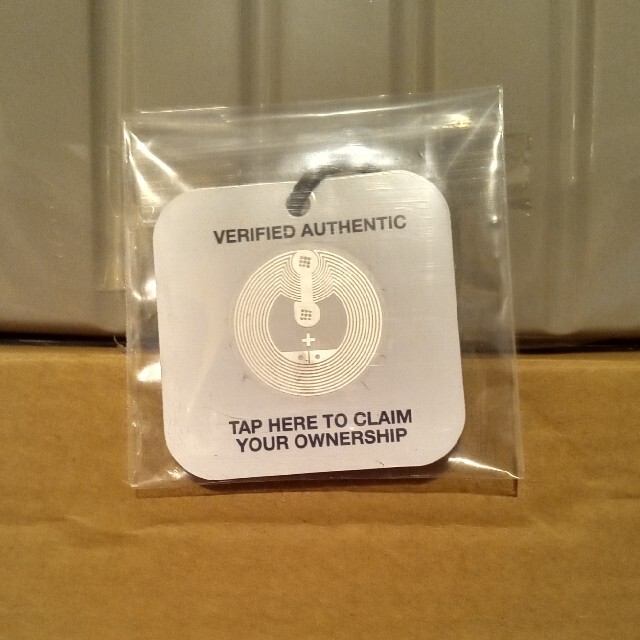 VERIFIED AUTHENTIC
TAP HERE TO CLAIM
YOUR OWNERSHIP